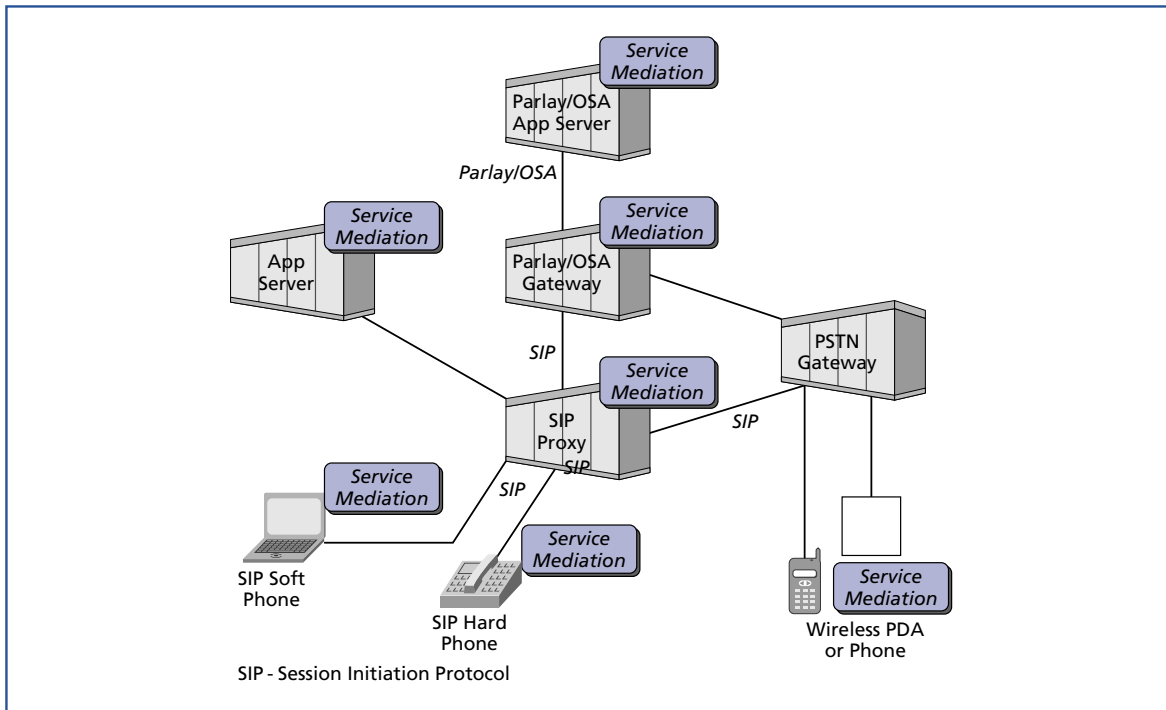 Service
Mediation
Parlay/OSA
App Server
Parlay/OSA
Service
Mediation
Service
Mediation
App
Server
Parlay/OSA
Gateway
PSTN
Gateway
SIP
Service
Mediation
SIP
Proxy
SIP
SIP
Service
Mediation
SIP
Service
Mediation
SIP Soft
Phone
SIP Hard
Phone
Service
Mediation
Wireless PDA
or Phone
SIP - Session Initiation Protocol